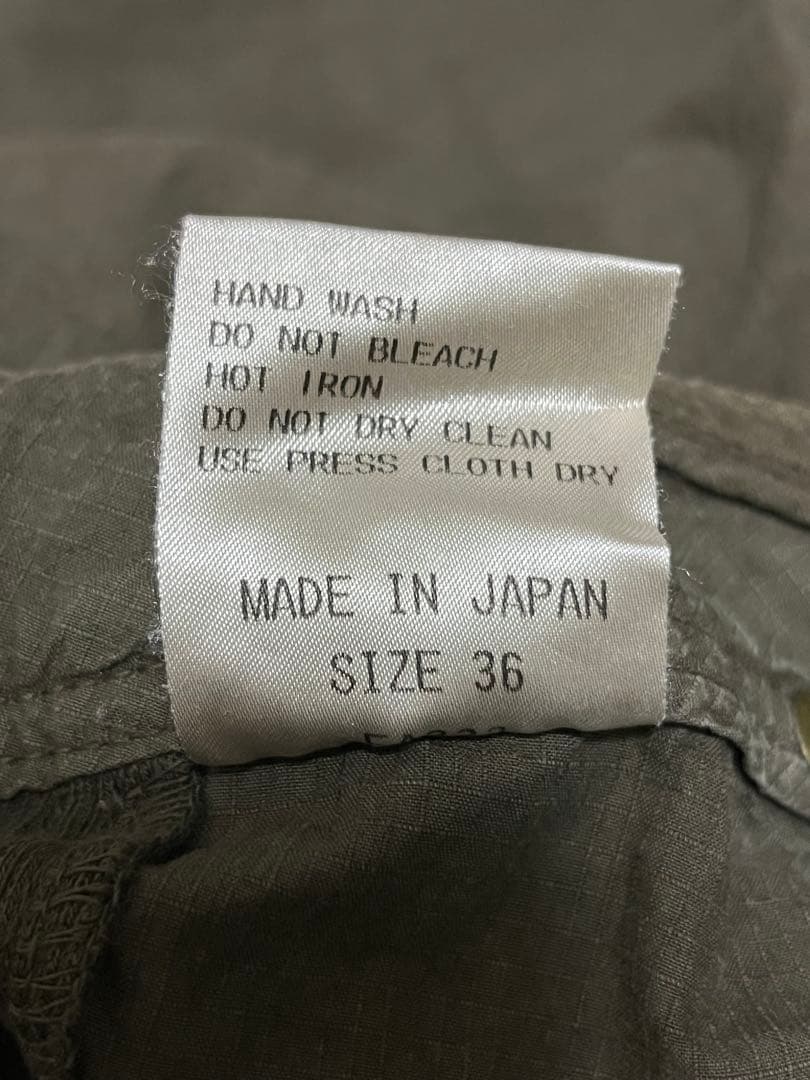 HAND WASH
DO NOT BLEACH
HOT IRON
DO NOT DRY CLEAN
USE PRESS CLOTH DRY
MADE IN JAPAN
SIZE 36